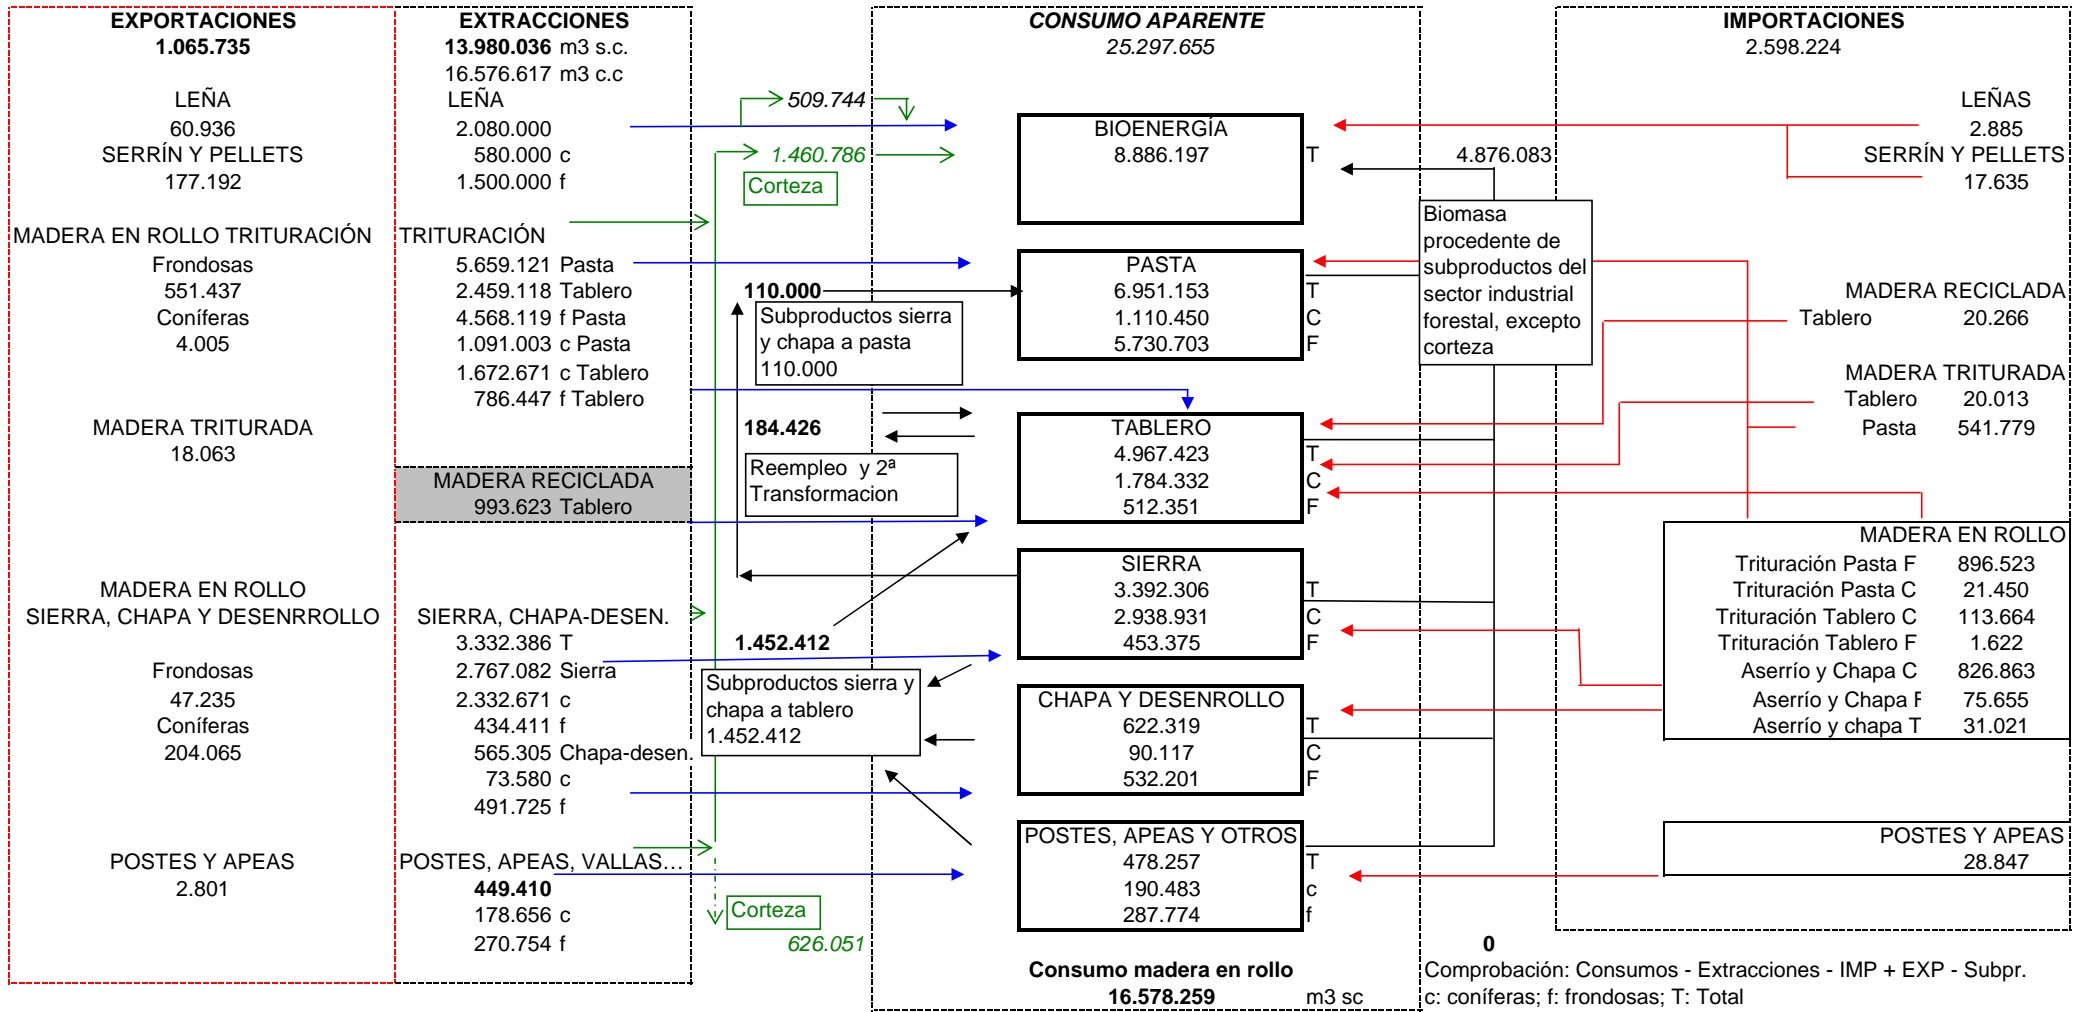 EXPORTACIONES
1.065.735
LEÑA
60.936
SERRÍN Y PELLETS
177.192
MADERA EN ROLLO TRITURACIÓN
Frondosas
551.437
Coníferas
4.005
MADERA TRITURADA
18.063
MADERA EN ROLLO
SIERRA, CHAPA Y DESENRROLLO
Frondosas
47.235
Coníferas
204.065
POSTES Y APEAS
2.801
EXTRACCIONES
13.980.036 m3 s.c.
16.576.617 m3 c.c
LEÑA
2.080.000
580.000 c
1.500.000 f
TRITURACIÓN
5.659.121 Pasta
2.459.118 Tablero
4.568.119 f Pasta
1.091.003 c Pasta
1.672.671 c Tablero
786.447 f Tablero
MADERA RECICLADA
993.623 Tablero
SIERRA, CHAPA-DESEN.
3.332.386 T
2.767.082 Sierra
2.332.671 c
434.411 f
565.305 Chapa-desen.
73.580 c
491.725 f
POSTES, APEAS, VALLAS…
449.410
178.656 c
270.754 f
509.744
1.460.786
Corteza
110.000
Subproductos sierra
y chapa a pasta
110.000
184.426
Reempleo y 2ª
Transformacion
1.452.412
Subproductos sierra y
chapa a tablero
1.452.412
Corteza
626.051
CONSUMO APARENTE
25.297.655
BIOENERGÍA
8.886.197 T
PASTA
6.951.153 T
1.110.450 C
5.730.703 F
TABLERO
4.967.423 T
1.784.332 C
512.351 F
SIERRA
3.392.306 T
2.938.931 C
453.375 F
CHAPA Y DESENROLLO
622.319 T
90.117 C
532.201 F
POSTES, APEAS Y OTROS
478.257 T
190.483 c
287.774 f
Consumo madera en rollo
16.578.259 m3 sc
4.876.083
Biomasa
procedente de
subproductos del
sector industrial
forestal, excepto
corteza
IMPORTACIONES
2.598.224
LEÑAS
2.885
SERRÍN Y PELLETS
17.635
MADERA RECICLADA
Tablero 20.266
MADERA TRITURADA
Tablero 20.013
Pasta 541.779
MADERA EN ROLLO
Trituración Pasta F 896.523
Trituración Pasta C 21.450
Trituración Tablero C 113.664
Trituración Tablero F 1.622
Aserrío y Chapa C 826.863
Aserrío y Chapa F 75.655
Aserrío y chapa T 31.021
POSTES Y APEAS
28.847
0
Comprobación: Consumos - Extracciones - IMP + EXP - Subpr.
c: coníferas; f: frondosas; T: Total